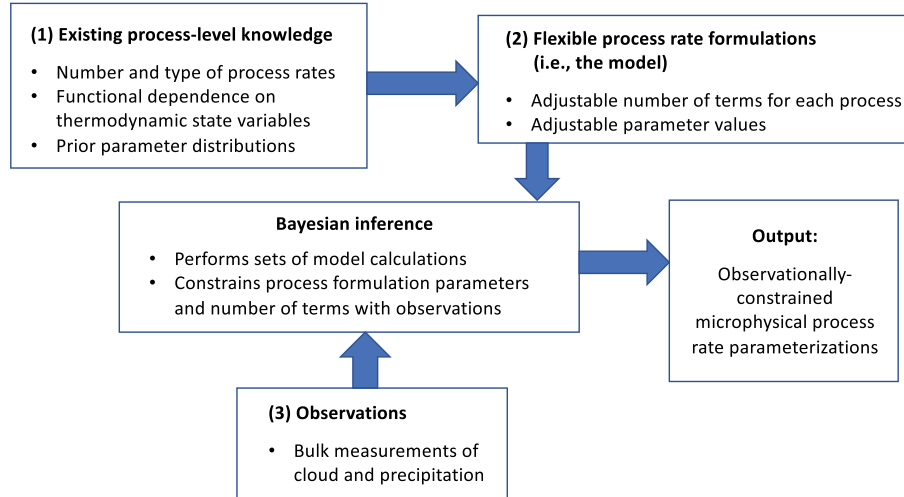 (1) Existing process-level knowledge
• Number and type of process rates
• Functional dependence on
thermodynamic state variables
• Prior parameter distributions
(2) Flexible process rate formulations
(i.e., the model)
• Adjustable number of terms for each process
• Adjustable parameter values
Bayesian inference
• Performs sets of model calculations
• Constrains process formulation parameters
and number of terms with observations
Output:
Observationally-
constrained
microphysical process
rate parameterizations
(3) Observations
• Bulk measurements of
cloud and precipitation